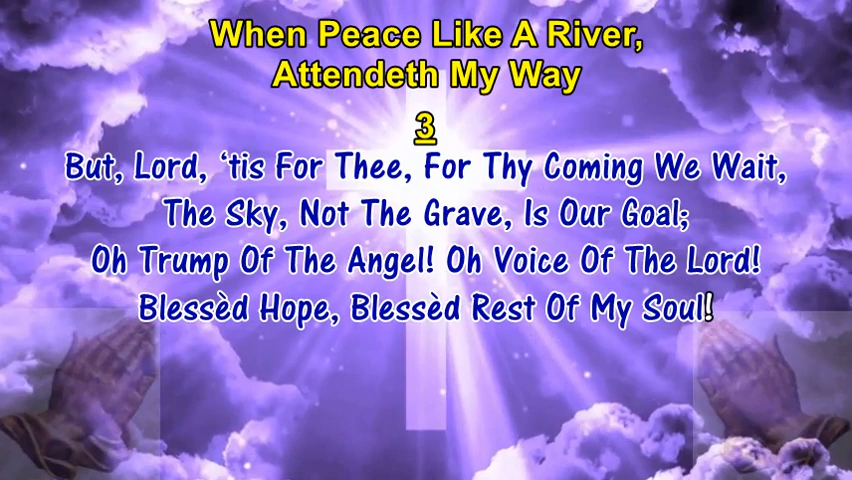 When Peace Like A River,
Attendeth My Way
3
But, Lord, ‘tis For Thee, For Thy Coming We Wait,
The Sky, Not The Grave, Is Our Goal;
Oh Trump Of The Angel! Oh Voice Of The Lord!
Blessèd Hope, Blessèd Rest Of My Soul!